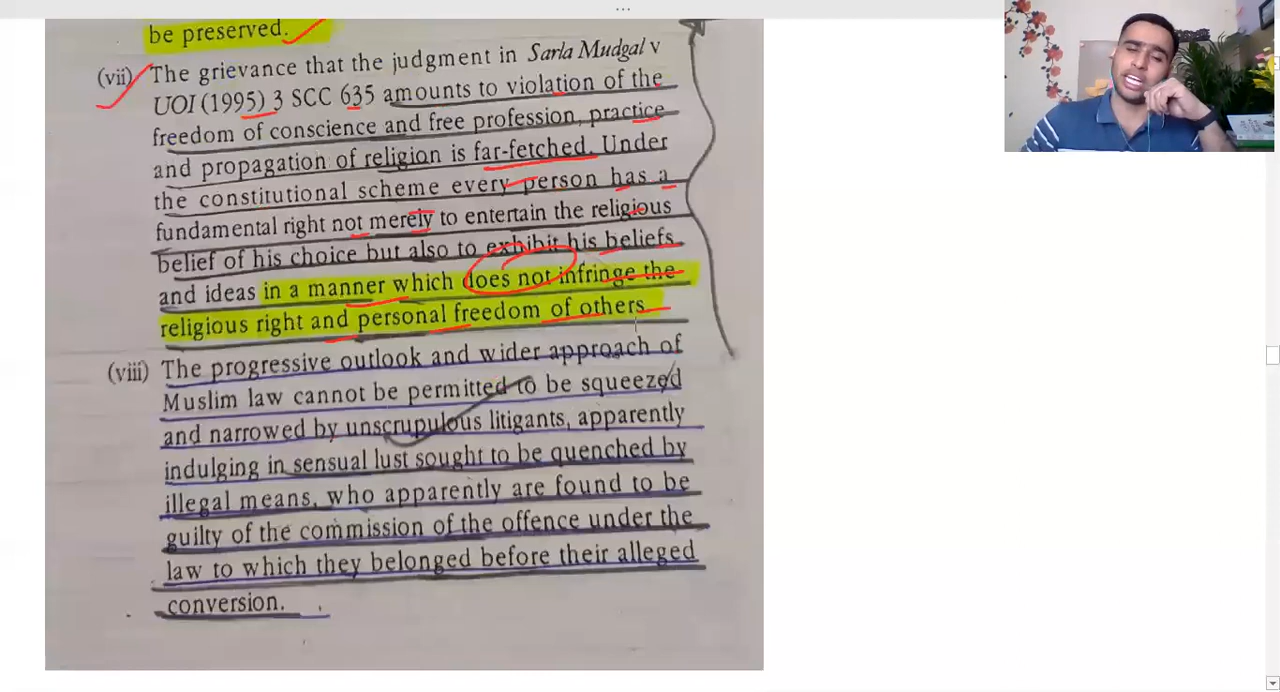 be preserved.
(vii) The grievance that the judgment in Sarla Mudgal v
UOI (1995) 3 SCC 635 amounts to violation of the
freedom of conscience and free profession, practice
and propagation of religion is far-fetched. Under
the constitutional scheme every person has a
fundamental right not merely to entertain the religious
belief of his choice but also to exhibit his beliefs
and ideas in a manner which does not infringe the
religious right and personal freedom of others
(viii) The progressive outlook and wider approach of
Muslim law cannot be permitted to be squeezed
and narrowed by unscrupulous litigants, apparently
indulging in sensual lust sought to be quenched by
illegal means, who apparently are found to be
guilty of the commission of the offence under the
law to which they belonged before their alleged
conversion.